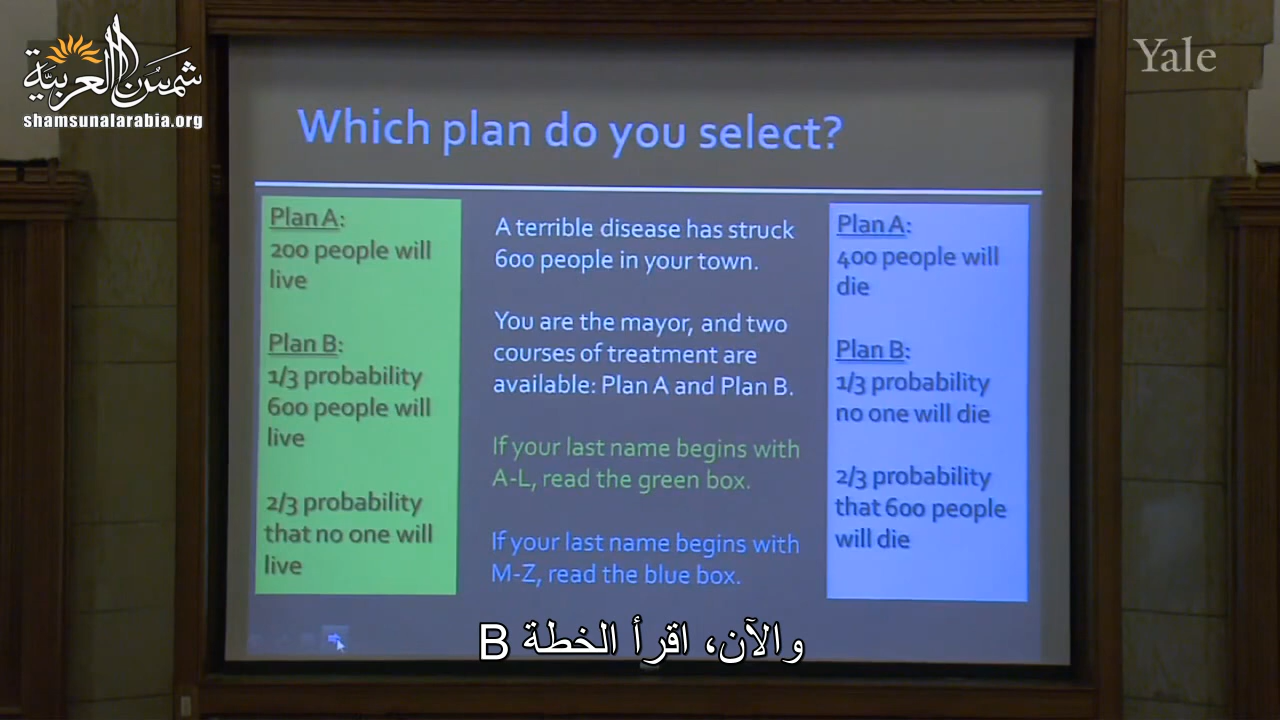 شمس العربية
shamsunalarabia.org
Yale
Which plan do you select?
Plan A:
200 people will
live
Plan B:
1/3 probability
600 people will
live
2/3 probability
that no one will
live
A terrible disease has struck
600 people in your town.
You are the mayor, and two
courses of treatment are
available: Plan A and Plan B.
If your last name begins with
A-L, read the green box.
If your last name begins with
M-Z, read the blue box.
Plan A:
400 people will
die
Plan B:
1/3 probability
no one will die
2/3 probability
that 600 people
will die
والآن، اقرأ الخطة B